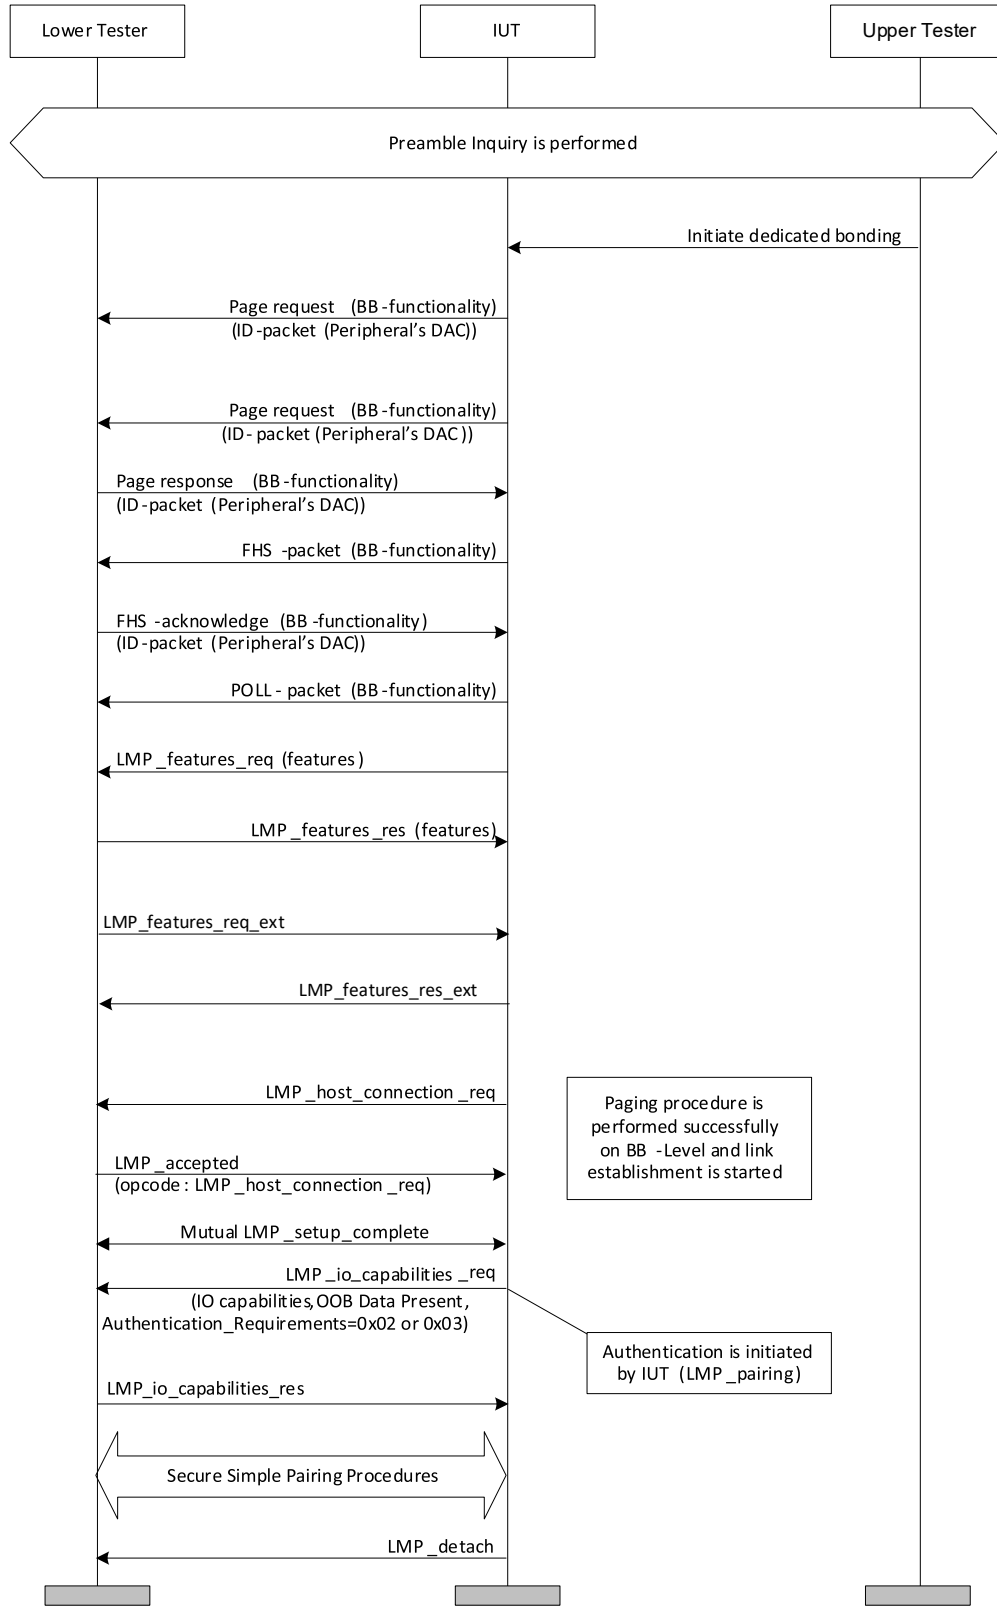 Lower Tester
IUT
Upper Tester
Preamble Inquiry is performed
Initiate dedicated bonding
Page request (BB-functionality)
(ID-packet (Peripheral's DAC))
Page request (BB-functionality)
(ID- packet (Peripheral's DAC))
Page response (BB-functionality)
(ID-packet (Peripheral's DAC))
FHS -packet (BB-functionality)
FHS -acknowledge (BB-functionality)
(ID-packet (Peripheral's DAC))
POLL - packet (BB-functionality)
LMP_features_req (features)
LMP_features_res (features)
LMP_features_req_ext
LMP_features_res_ext
LMP_host_connection_req
Paging procedure is
performed successfully
on BB -Level and link
establishment is started
LMP_accepted
(opcode: LMP_host_connection_req)
Mutual LMP_setup_complete
LMP_io_capabilities_req
(IO capabilities,OOB Data Present,
Authentication_Requirements=0x02 or 0x03)
Authentication is initiated
by IUT (LMP_pairing)
LMP_io_capabilities_res
Secure Simple Pairing Procedures
LMP_detach